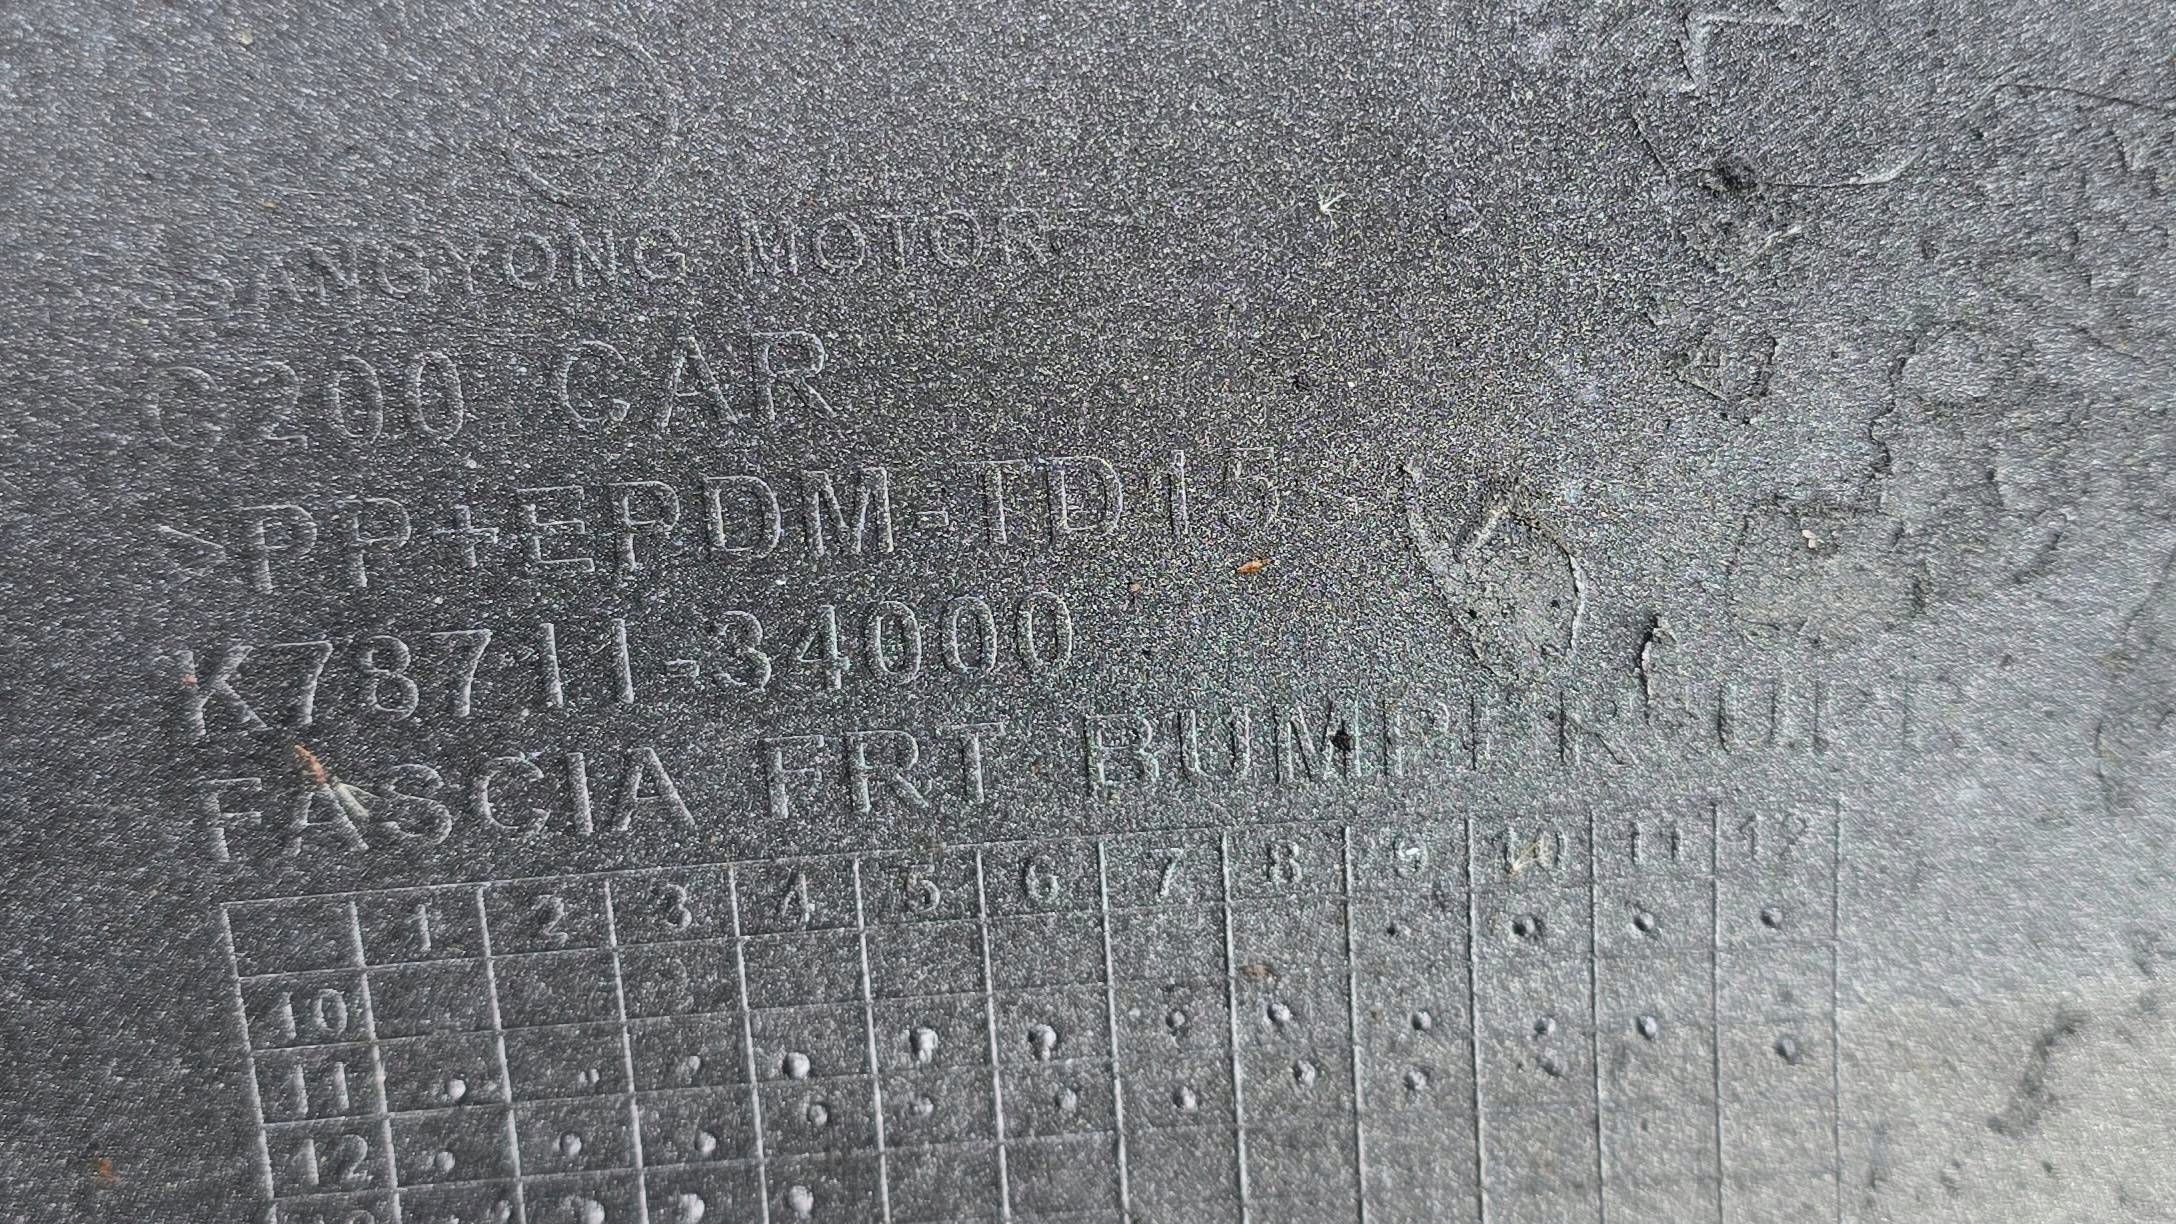 SSANGYONG MOTOR
C200 CAR
>PP+EPDM-TD15
K78711-34000
FASCIA FRT BUMPER
1 2 3 4 5 6 7 8 9 10 11 12
10
11
12